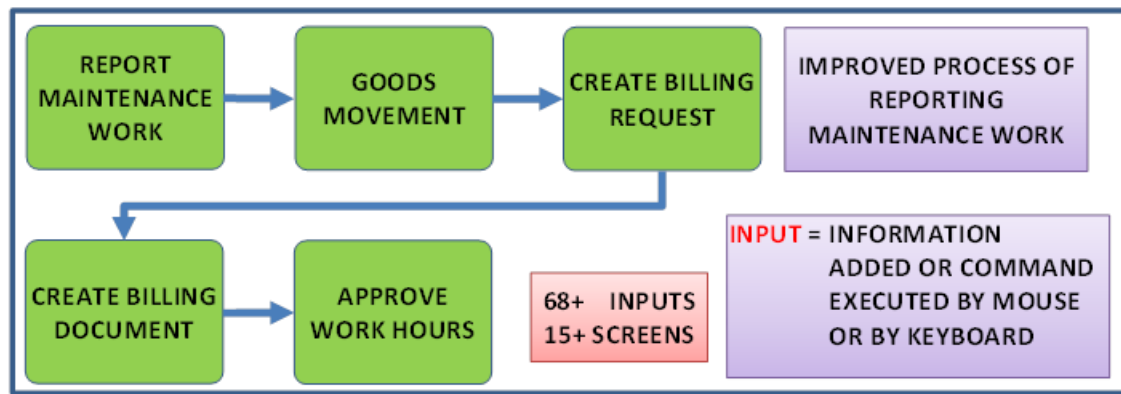 REPORT
MAINTENANCE
WORK
GOODS
MOVEMENT
CREATE BILLING
REQUEST
IMPROVED PROCESS OF
REPORTING
MAINTENANCE WORK
CREATE BILLING
DOCUMENT
APPROVE
WORK HOURS
68+ INPUTS
15+ SCREENS
INPUT = INFORMATION
ADDED OR COMMAND
EXECUTED BY MOUSE
OR BY KEYBOARD